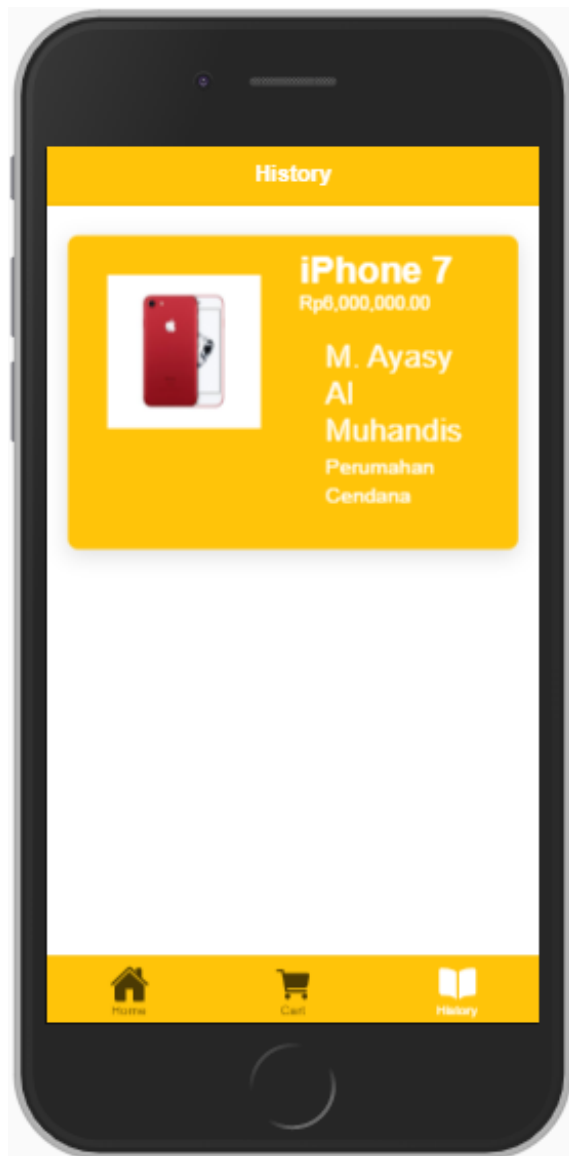 History
iPhone 7
Rp6,000,000.00
M. Ayasy
Al
Muhandis
Perumahan
Cendana
Home
Cart
History